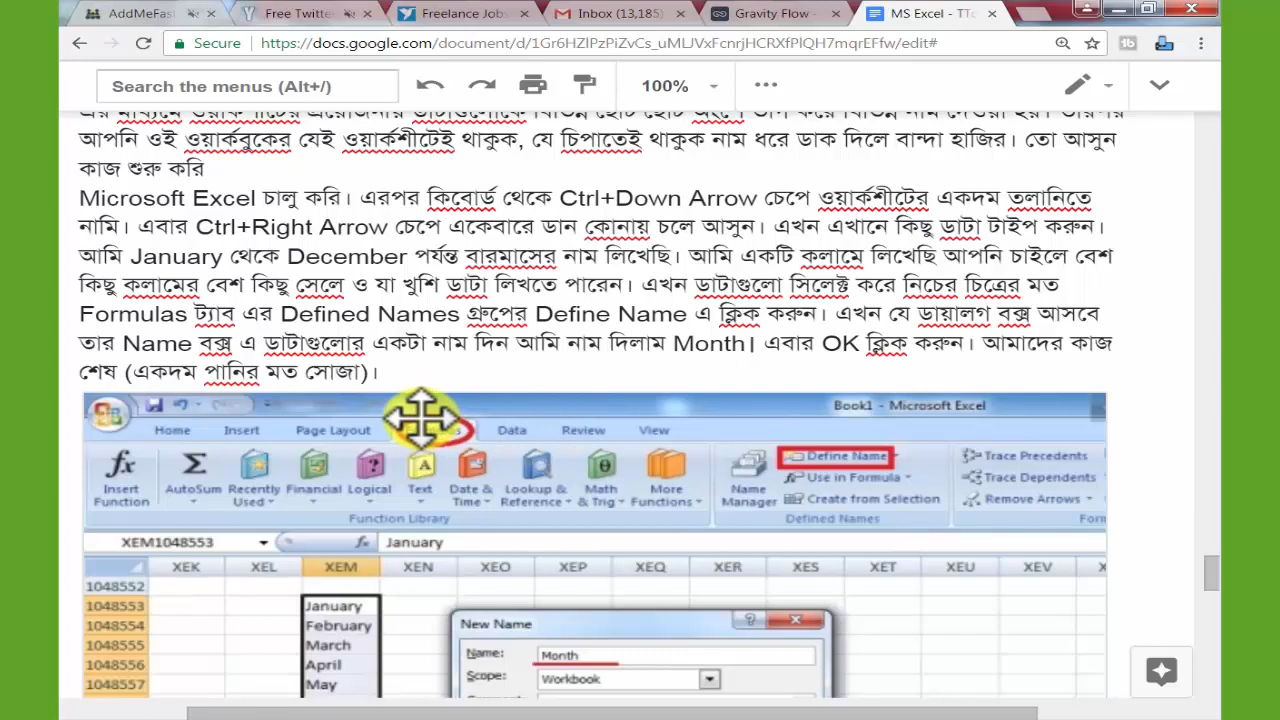 AddMeFast
Free Twitte
Freelance Job
Inbox (13,185)
Gravity Flow
MS Excel - TTc
Secure
https://docs.google.com/document/d/1Gr6HZlPzPiZvCs_uMLJVxFcnrjHCRXfPlQH7mqrEFfw/edit#
Search the menus (Alt+/)
100%
আপনি ওই ওয়ার্কবুকের যেই ওয়ার্কশীটেই থাকুক, যে চিপাতেই থাকুক নাম ধরে ডাক দিলে বান্দা হাজির। তো আসুন
কাজ শুরু করি
Microsoft Excel চালু করি। এরপর কিবোর্ড থেকে Ctrl+Down Arrow চেপে ওয়ার্কশীটের একদম তলানিতে
নামি। এবার Ctrl+Right Arrow চেপে একেবারে ডান কোনায় চলে আসুন। এখন এখানে কিছু ডাটা টাইপ করুন।
আমি January থেকে December পর্যন্ত বারমাসের নাম লিখেছি। আমি একটি কলামে লিখেছি আপনি চাইলে বেশ
কিছু কলামের বেশ কিছু সেলে ও যা খুশি ডাটা লিখতে পারেন। এখন ডাটাগুলো সিলেক্ট করে নিচের চিত্রের মত
Formulas ট্যাব এর Defined Names গ্রুপের Define Name এ ক্লিক করুন। এখন যে ডায়ালগ বক্স আসবে
তার Name বক্স এ ডাটাগুলোর একটা নাম দিন আমি নাম দিলাম Month| এবার OK ক্লিক করুন। আমাদের কাজ
শেষ (একদম পানির মত সোজা)।
Book1 - Microsoft Excel
Home Insert Page Layout Data Review View
Insert Function
AutoSum
Recently Used
Financial
Logical
Text
Date & Time
Lookup & Reference
Math & Trig
More Functions
Function Library
Name Manager
Define Name
Use in Formula
Create from Selection
Defined Names
Trace Precedents
Trace Dependents
Remove Arrows
XEM1048553
fx January
XEK XEL XEM XEN XEO XEP XEQ XER XES XET XEU XEV
1048552
1048553 January
1048554 February
1048555 March
1048556 April
1048557 May
New Name
Name: Month
Scope: Workbook